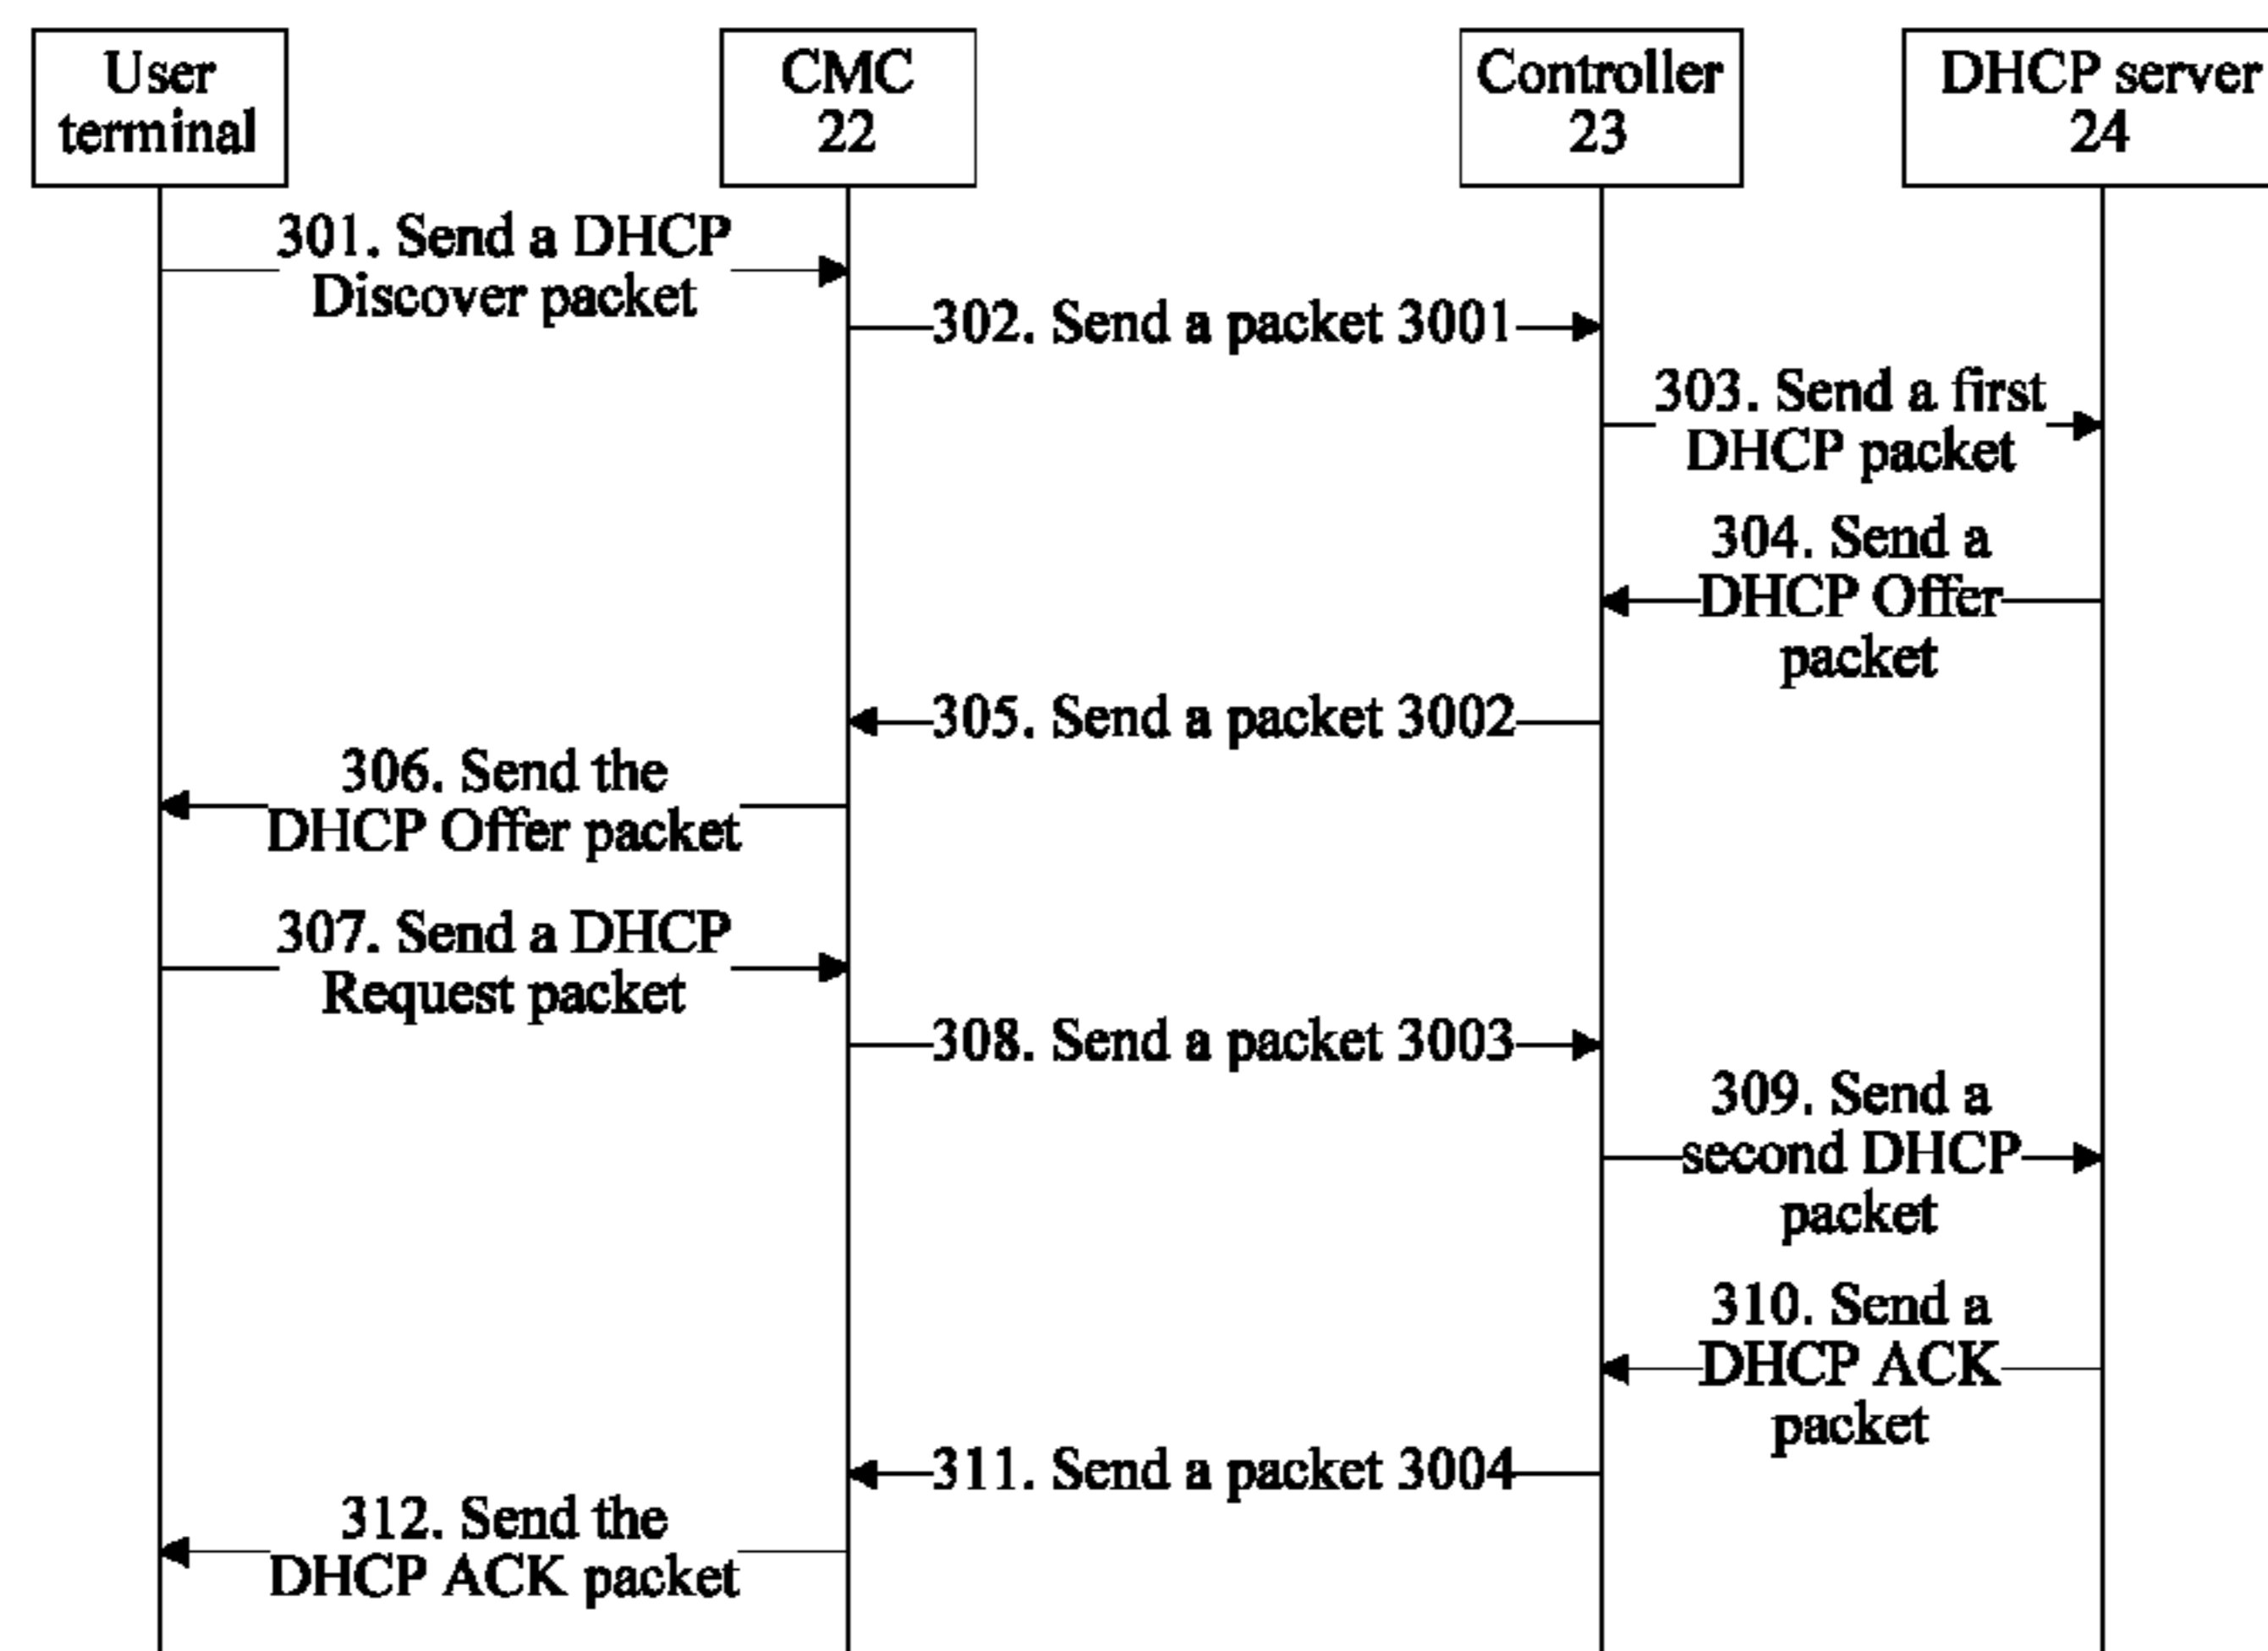 User
terminal
CMC
22
Controller
23
DHCP server
24
301. Send a DHCP
Discover packet
302. Send a packet 3001
303. Send a first
DHCP packet
304. Send a
DHCP Offer
packet
305. Send a packet 3002
306. Send the
DHCP Offer packet
307. Send a DHCP
Request packet
308. Send a packet 3003
309. Send a
second DHCP
packet
310. Send a
DHCP ACK
packet
311. Send a packet 3004
312. Send the
DHCP ACK packet